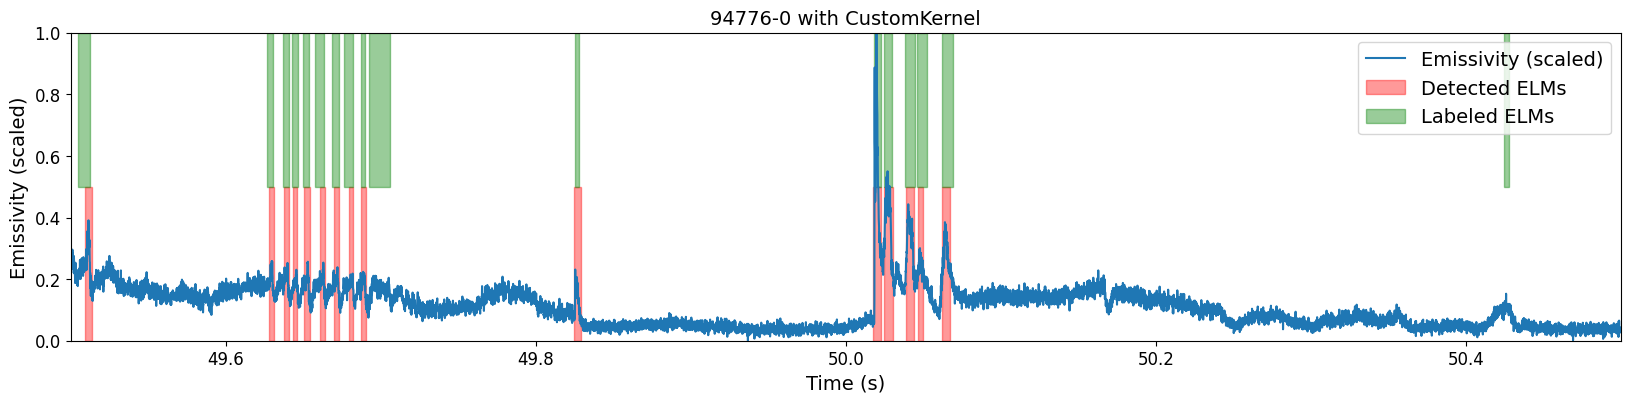 94776-0 with CustomKernel
Emissivity (scaled)
1.0
0.8
0.6
0.4
0.2
0.0
Emissivity (scaled)
Detected ELMs
Labeled ELMs
49.6
49.8
50.0
50.2
50.4
Time (s)